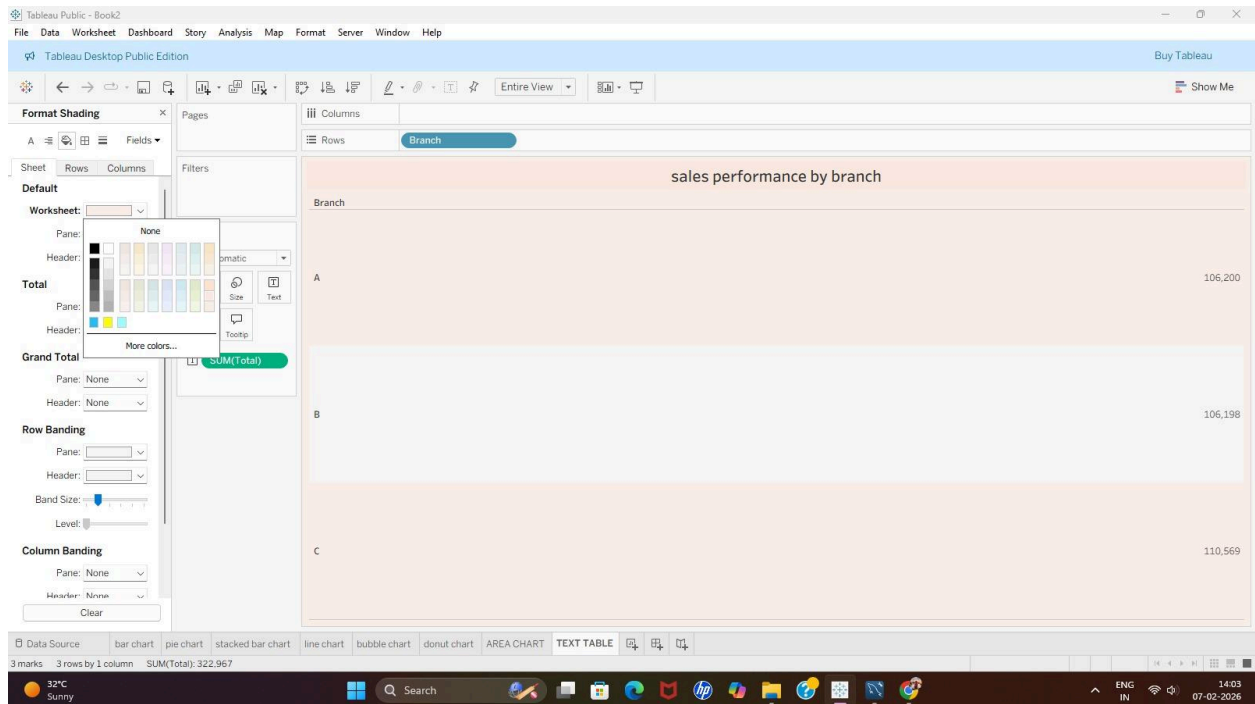 Tableau Public - Book2
File Data Worksheet Dashboard Story Analysis Map Format Server Window Help
Tableau Desktop Public Edition Buy Tableau
Entire View Show Me
Format Shading Pages Columns
Fields Rows Branch
Sheet Rows Columns Filters
sales performance by branch
Default
Worksheet: Branch
Pane: None
Header:
Total A 106,200
Size Text
Pane:
Header: Tooltip
More colors...
Grand Total SUM(Total)
Pane: None
Header: None
B 106,198
Row Banding
Pane:
Header:
Band Size:
Level:
Column Banding C 110,569
Pane: None
Header: None
Clear
Data Source bar chart pie chart stacked bar chart line chart bubble chart donut chart AREA CHART TEXT TABLE
3 marks 3 rows by 1 column SUM(Total): 322,967
32°C
Sunny
Search
hp
ENG
IN
14:03
07-02-2026